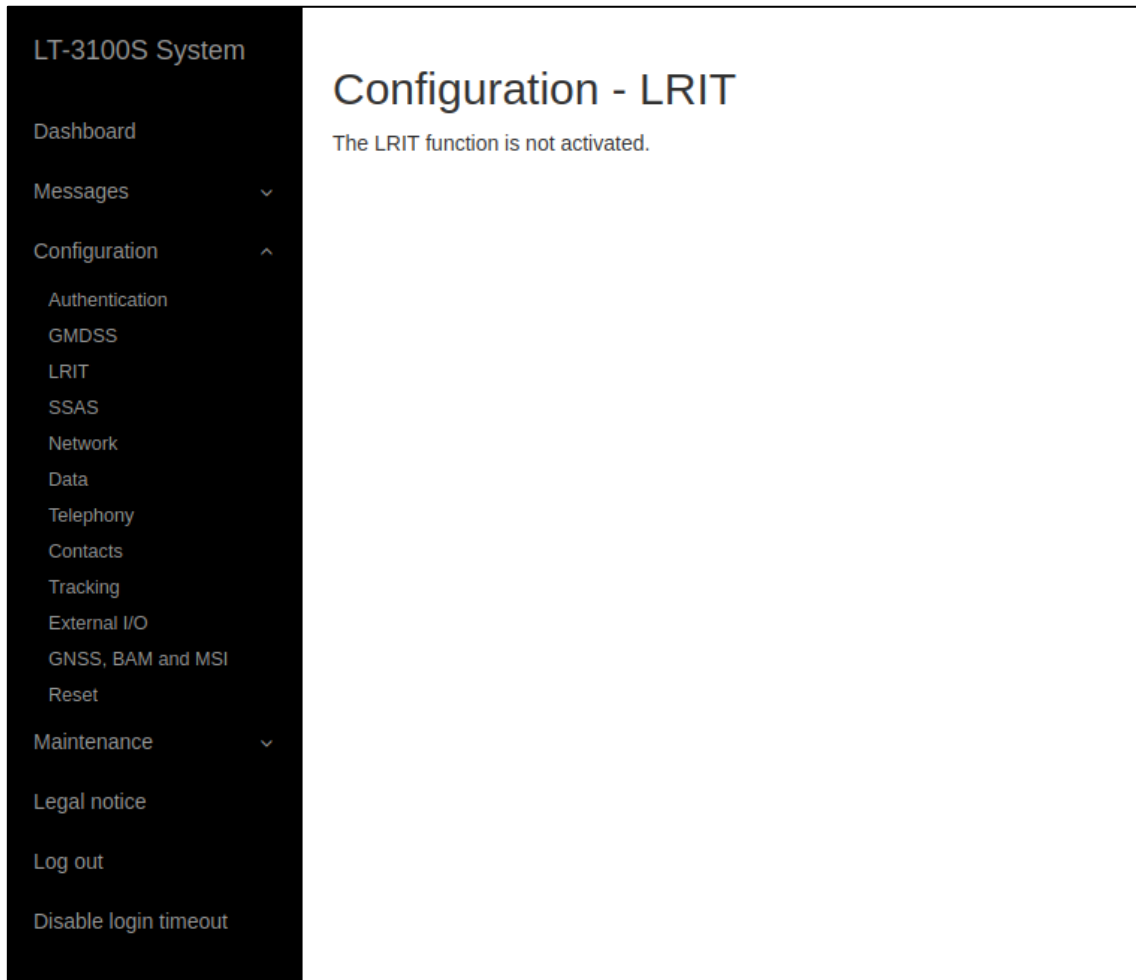 LT-3100S System
Dashboard
Messages
Configuration
Authentication
GMDSS
LRIT
SSAS
Network
Data
Telephony
Contacts
Tracking
External I/O
GNSS, BAM and MSI
Reset
Maintenance
Legal notice
Log out
Disable login timeout
Configuration - LRIT
The LRIT function is not activated.